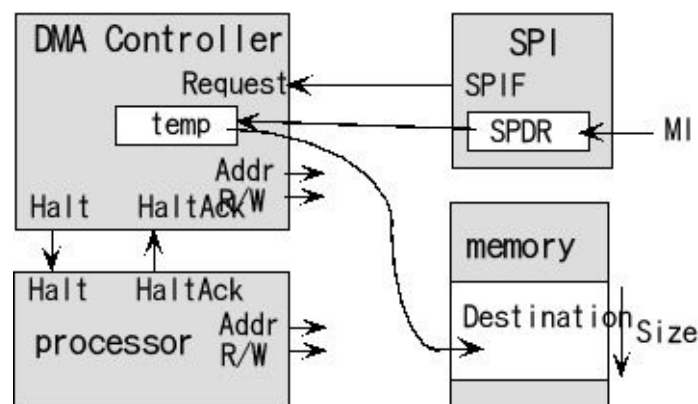 DMA Controller
Request
temp
Addr
R/W
Halt HaltAck
SPI
SPIF
SPDR
MI
Halt HaltAck
Addr
R/W
processor
memory
Destination
Size